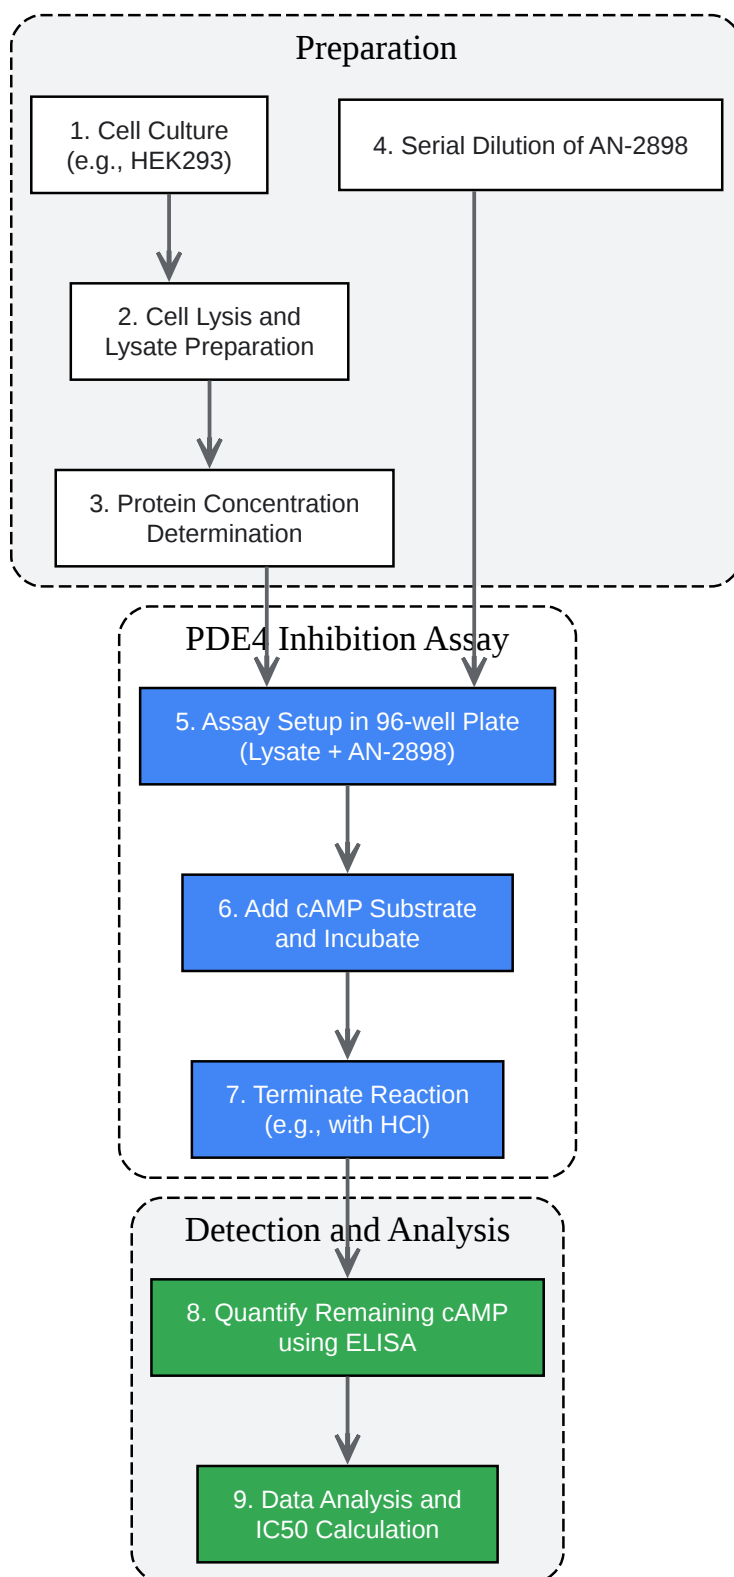 Preparation
1. Cell Culture
(e.g., HEK293)
4. Serial Dilution of AN-2898
2. Cell Lysis and
Lysate Preparation
3. Protein Concentration
Determination
PDE4 Inhibition Assay
5. Assay Setup in 96-well Plate
(Lysate + AN-2898)
6. Add cAMP Substrate
and Incubate
7. Terminate Reaction
(e.g., with HCl)
Detection and Analysis
8. Quantify Remaining cAMP
using ELISA
9. Data Analysis and
IC50 Calculation